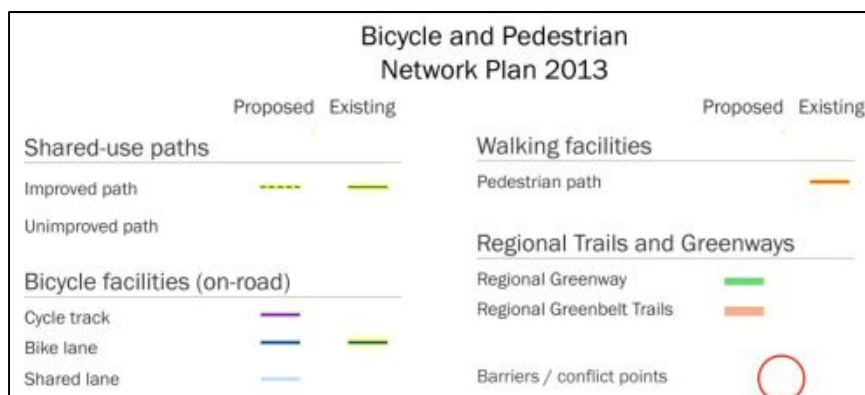 Bicycle and Pedestrian
Network Plan 2013
Proposed Existing
Shared-use paths
Improved path
Unimproved path
Bicycle facilities (on-road)
Cycle track
Bike lane
Shared lane
Proposed Existing
Walking facilities
Pedestrian path
Regional Trails and Greenways
Regional Greenway
Regional Greenbelt Trails
Barriers / conflict points